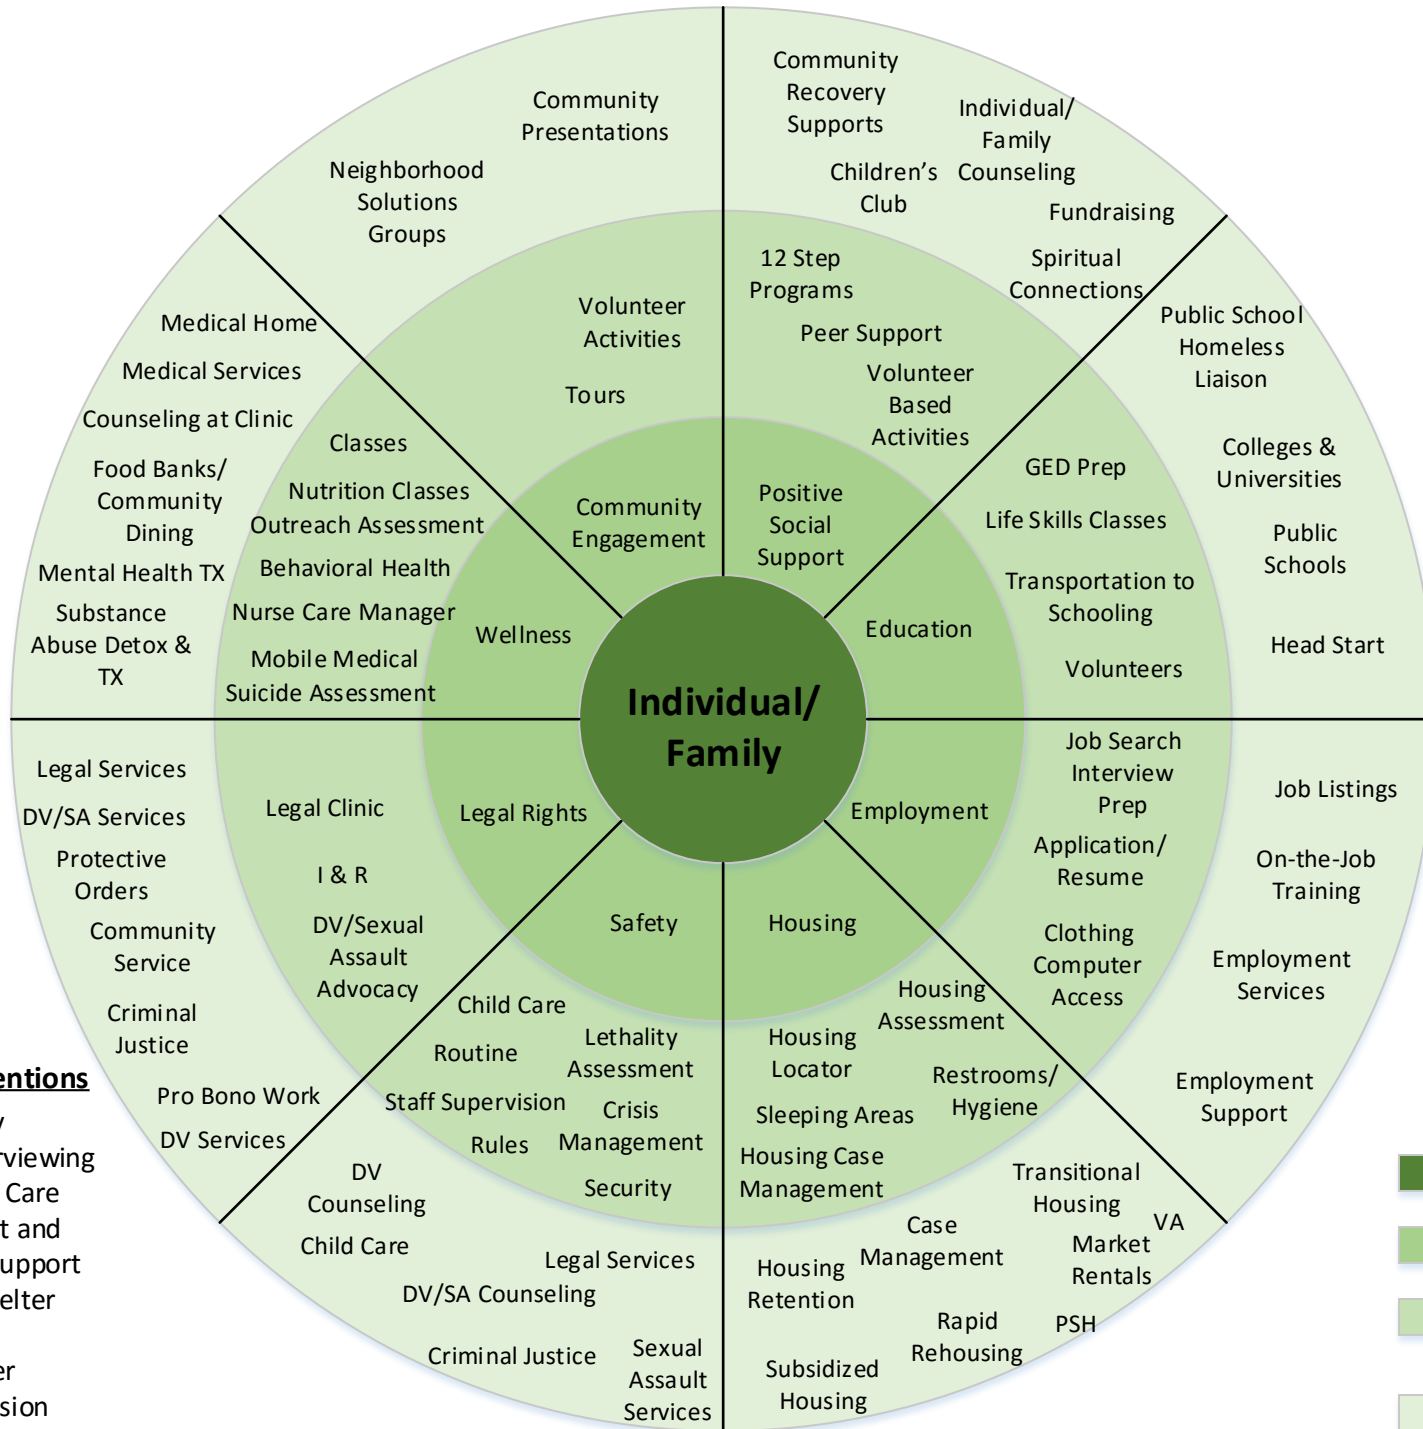 Community
Presentations
Neighborhood
Solutions
Groups
Volunteer
Activities
Tours
Community
Engagement
Community
Recovery
Supports
Individual/
Family
Counseling
Children’s
Club
Fundraising
Spiritual
Connections
12 Step
Programs
Peer Support
Volunteer
Based
Activities
Positive
Social
Support
Public School
Homeless
Liaison
Colleges &
Universities
Public
Schools
Head Start
GED Prep
Life Skills Classes
Transportation to
Schooling
Volunteers
Education
Medical Home
Medical Services
Counseling at Clinic
Food Banks/
Community
Dining
Mental Health TX
Substance
Abuse Detox &
TX
Classes
Nutrition Classes
Outreach Assessment
Behavioral Health
Nurse Care Manager
Mobile Medical
Suicide Assessment
Wellness
Individual/
Family
Legal Services
DV/SA Services
Protective
Orders
Community
Service
Criminal
Justice
Pro Bono Work
DV Services
Legal Clinic
I & R
DV/Sexual
Assault
Advocacy
Legal Rights
Employment
Job Search
Interview
Prep
Application/
Resume
Clothing
Computer
Access
Job Listings
On-the-Job
Training
Employment
Services
Employment
Support
Safety
Child Care
Routine
Lethality
Assessment
Staff Supervision
Crisis
Management
Rules
Security
DV
Counseling
Child Care
Legal Services
DV/SA Counseling
Criminal Justice
Sexual
Assault
Services
Housing
Housing
Assessment
Housing
Locator
Restrooms/
Hygiene
Sleeping Areas
Housing Case
Management
Transitional
Housing
VA
Case
Management
Market
Rentals
Housing
Retention
Rapid
Rehousing
PSH
Subsidized
Housing
entions
y
rviewing
Care
t and
upport
elter
er
sion